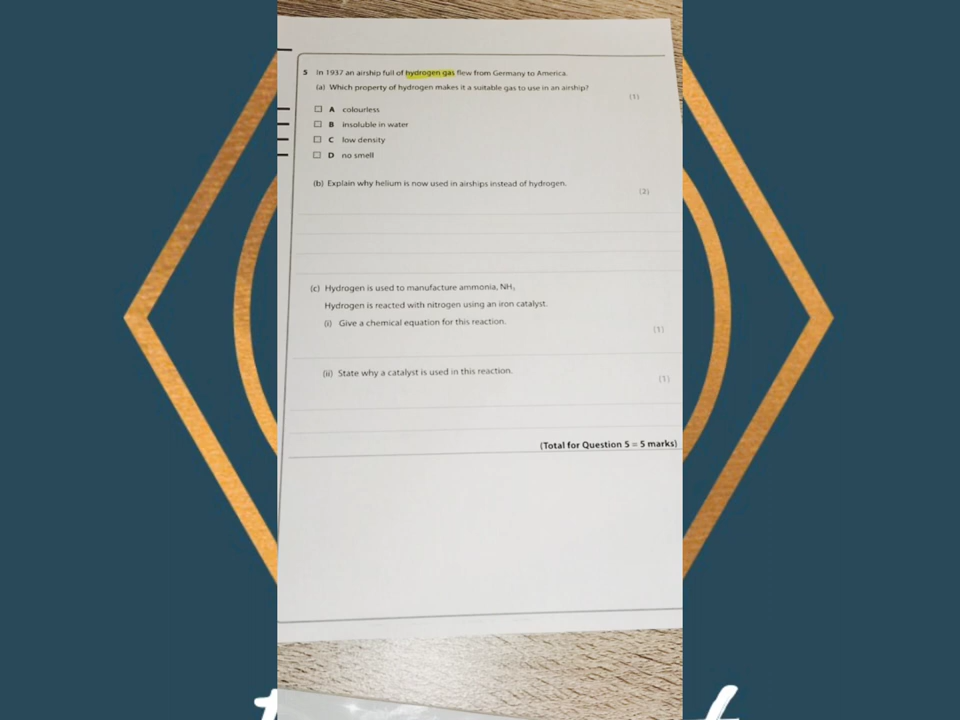 5 In 1937 an airship full of hydrogen gas flew from Germany to America.
(a) Which property of hydrogen makes it a suitable gas to use in an airship?
(1)
A colourless
B insoluble in water
C low density
D no smell
(b) Explain why helium is now used in airships instead of hydrogen.
(2)
(c) Hydrogen is used to manufacture ammonia, NH₃
Hydrogen is reacted with nitrogen using an iron catalyst.
(i) Give a chemical equation for this reaction.
(1)
(ii) State why a catalyst is used in this reaction.
(1)
(Total for Question 5 = 5 marks)